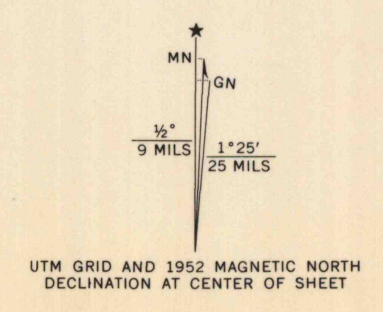 ★
MN
GN
½°
9 MILS
1°25′
25 MILS
UTM GRID AND 1952 MAGNETIC NORTH
DECLINATION AT CENTER OF SHEET